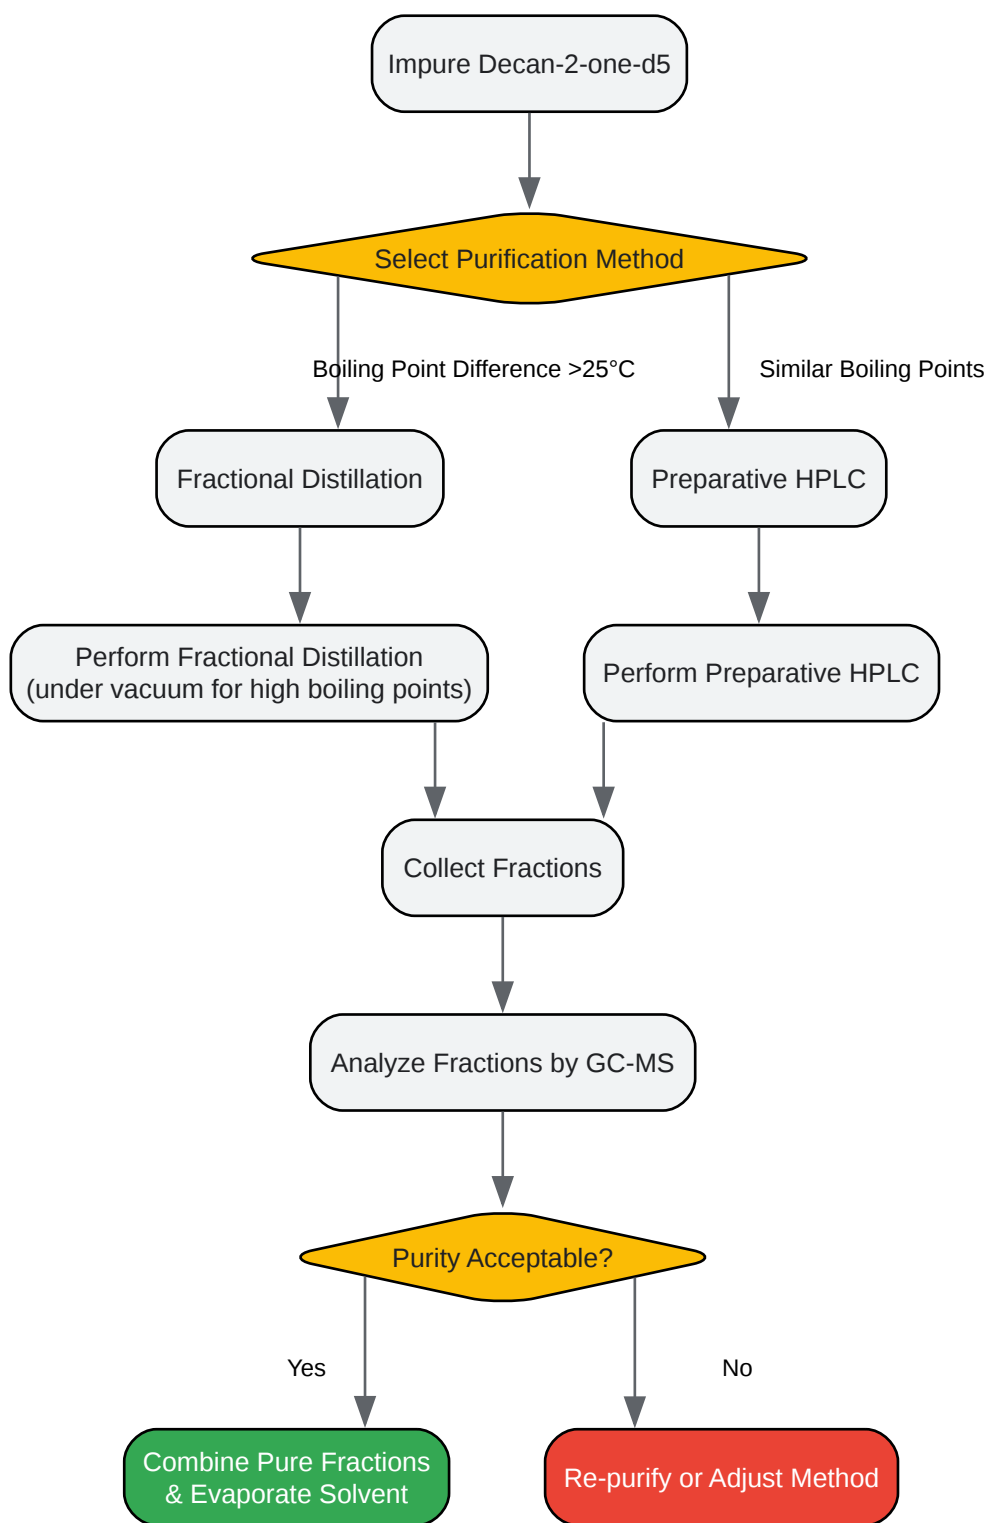 Impure Decan-2-one-d5
Select Purification Method
Boiling Point Difference >25°C
Similar Boiling Points
Fractional Distillation
Preparative HPLC
Perform Fractional Distillation
(under vacuum for high boiling points)
Perform Preparative HPLC
Collect Fractions
Analyze Fractions by GC-MS
Purity Acceptable?
Yes
No
Combine Pure Fractions
& Evaporate Solvent
Re-purify or Adjust Method